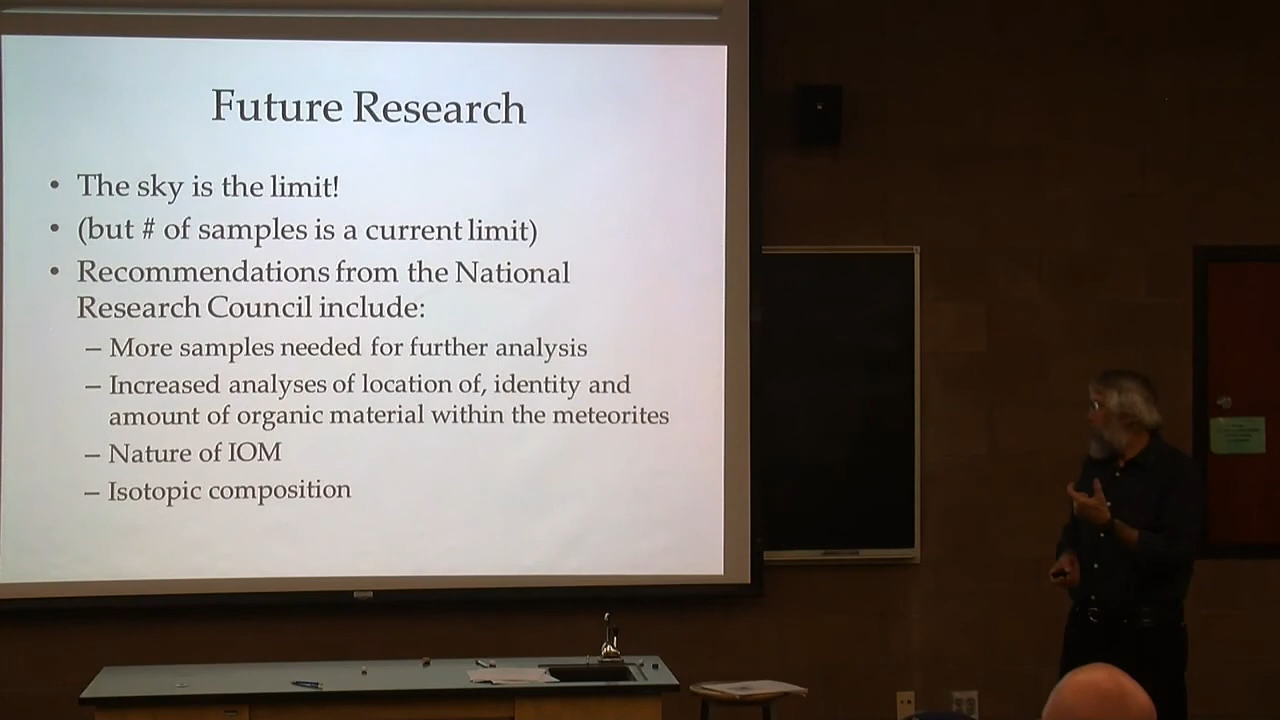 Future Research
• The sky is the limit!
• (but # of samples is a current limit)
• Recommendations from the National
Research Council include:
– More samples needed for further analysis
– Increased analyses of location of, identity and
amount of organic material within the meteorites
– Nature of IOM
– Isotopic composition